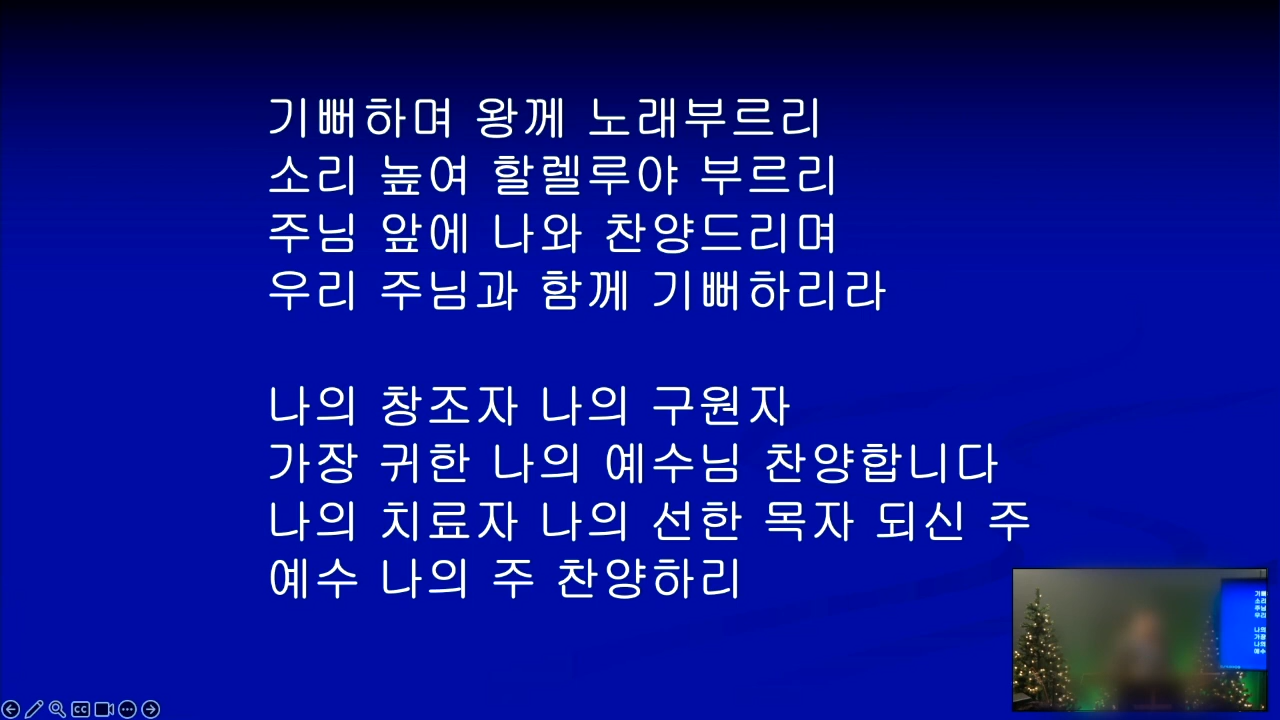 기뻐하며 왕께 노래부르리
소리 높여 할렐루야 부르리
주님 앞에 나와 찬양드리며
우리 주님과 함께 기뻐하리라
나의 창조자 나의 구원자
가장 귀한 나의 예수님 찬양합니다
나의 치료자 나의 선한 목자 되신 주
예수 나의 주 찬양하리
CC